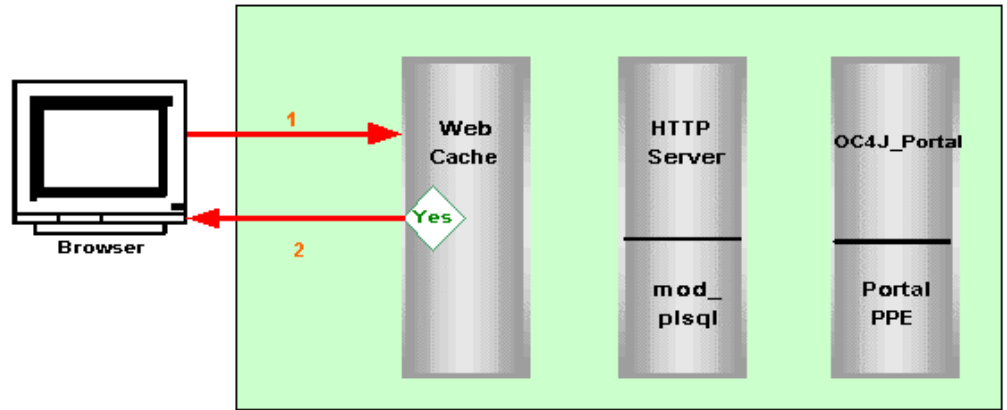 1
Web
Cache
HTTP
Server
OC4J_Portal
Yes
Browser
2
mod_
plsql
Portal
PPE